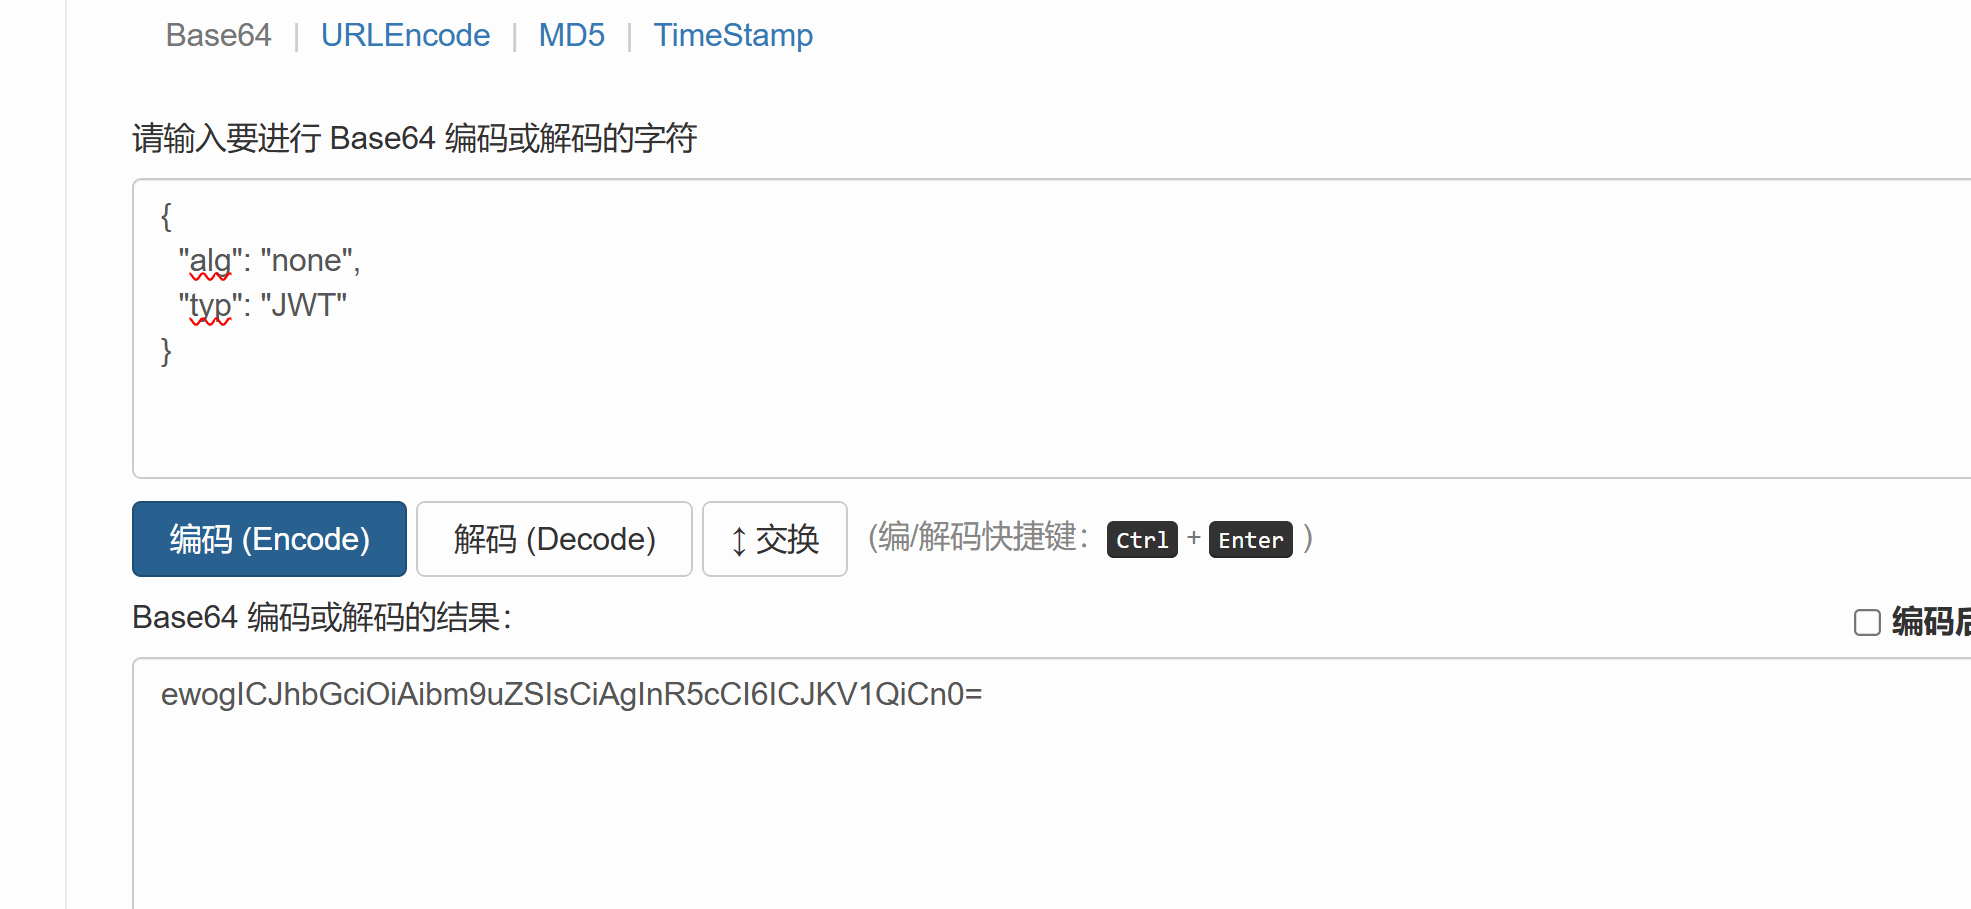 Base64 | URLEncode | MD5 | TimeStamp
请输入要进行 Base64 编码或解码的字符
{
  "alg": "none",
  "typ": "JWT"
}
编码 (Encode) 解码 (Decode) ↕ 交换 (编/解码快捷键： Ctrl + Enter )
Base64 编码或解码的结果： 编码后
ewogICJhbGciOiAibm9uZSIsCiAgInR5cCI6ICJKV1QiCn0=